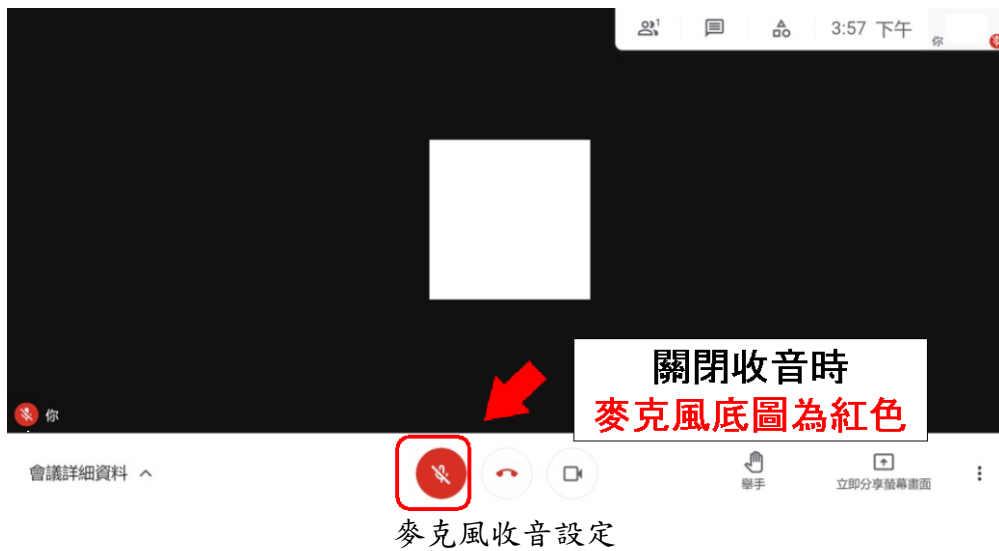 1
3:57 下午
你
關閉收音時
麥克風底圖為紅色
你
會議詳細資料
舉手
立即分享螢幕畫面
麥克風收音設定